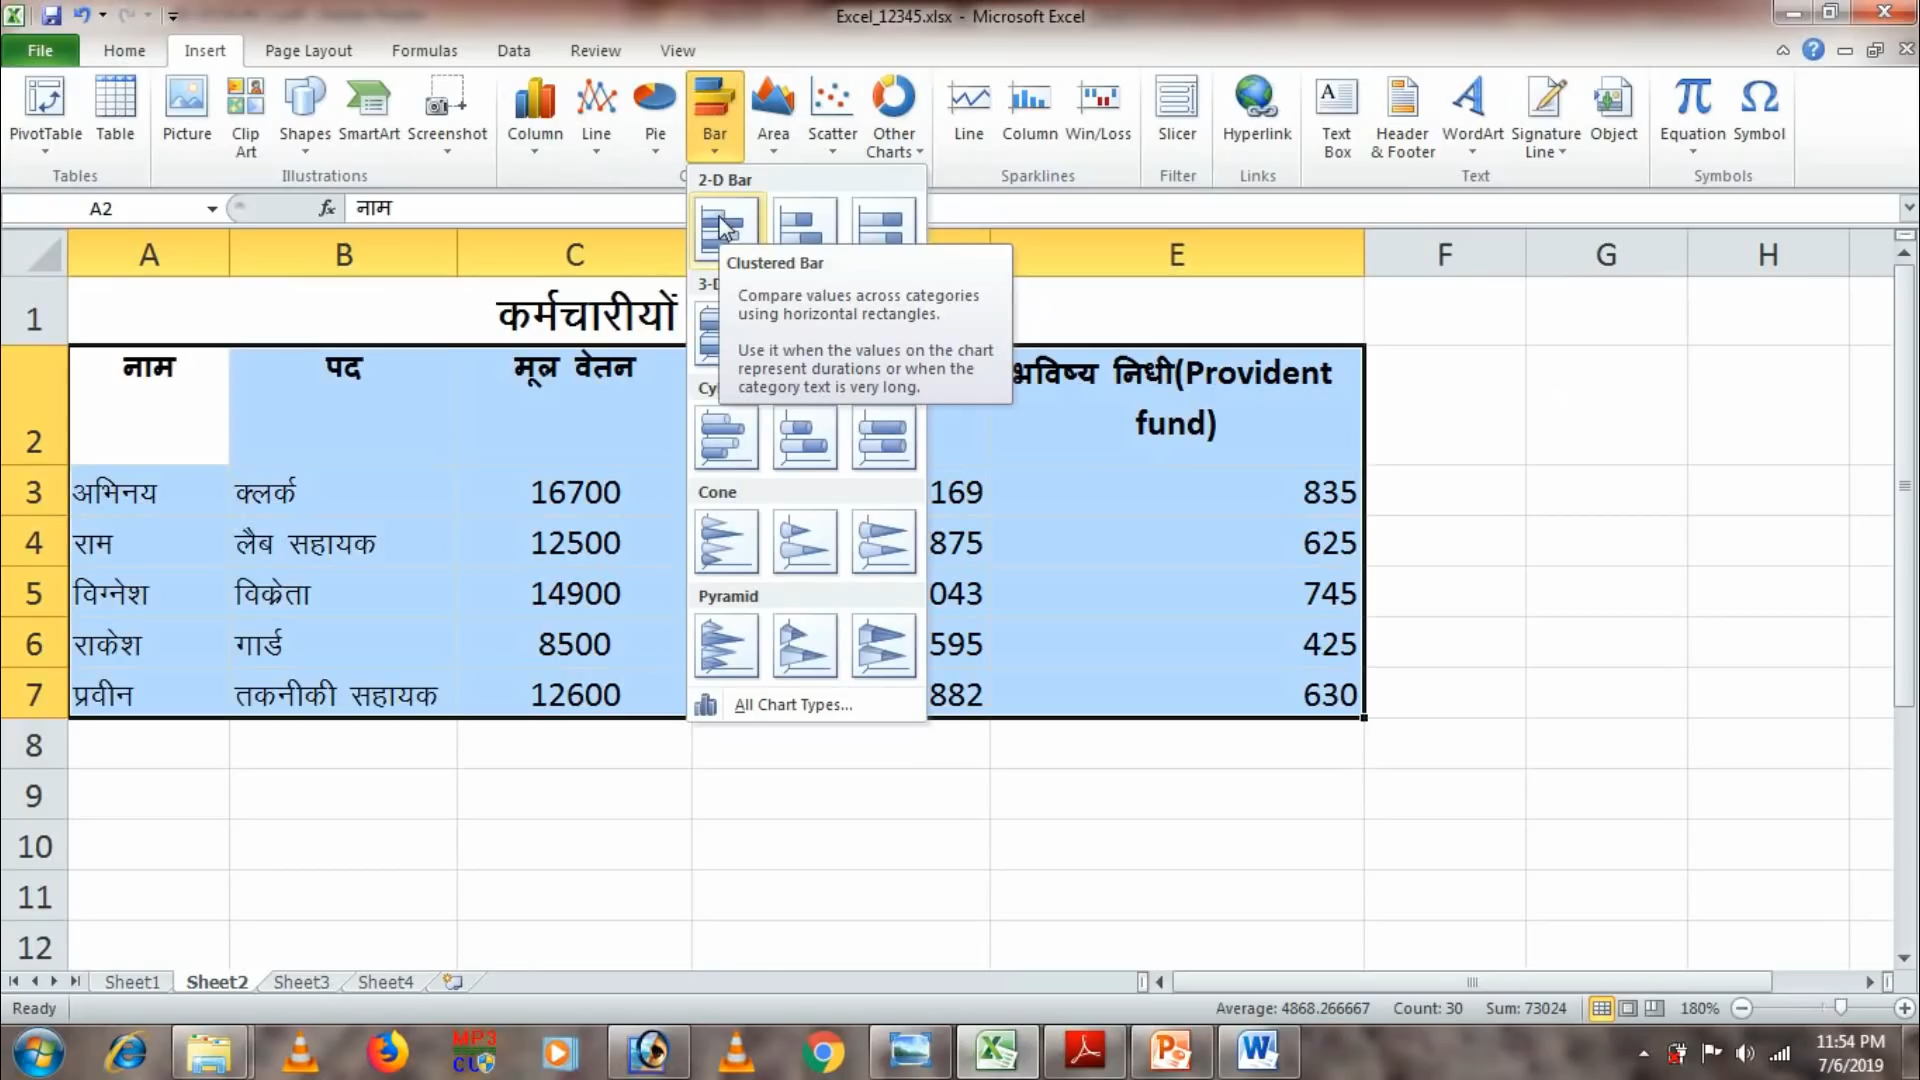 Excel_12345.xlsx - Microsoft Excel
File Home Insert Page Layout Formulas Data Review View
PivotTable Table Picture Clip Art Shapes SmartArt Screenshot Column Line Pie Bar Area Scatter Other Charts Line Column Win/Loss Slicer Hyperlink Text Box Header & Footer WordArt Signature Line Object Equation Symbol
Tables Illustrations Sparklines Filter Links Text Symbols
2-D Bar
A2 fx नाम
Clustered Bar
Compare values across categories
using horizontal rectangles.
Use it when the values on the chart
represent durations or when the
category text is very long.
Cone
Pyramid
All Chart Types...
A B C E F G H
1 कर्मचारीयों
2 नाम पद मूल वेतन भविष्य निधी(Provident
fund)
3 अभिनय क्लर्क 16700 169 835
4 राम लैब सहायक 12500 875 625
5 विग्नेश विक्रेता 14900 043 745
6 राकेश गार्ड 8500 595 425
7 प्रवीन तकनीकी सहायक 12600 882 630
8
9
10
11
12
Sheet1 Sheet2 Sheet3 Sheet4
Ready Average: 4868.266667 Count: 30 Sum: 73024 180%
MP3
CU
11:54 PM
7/6/2019